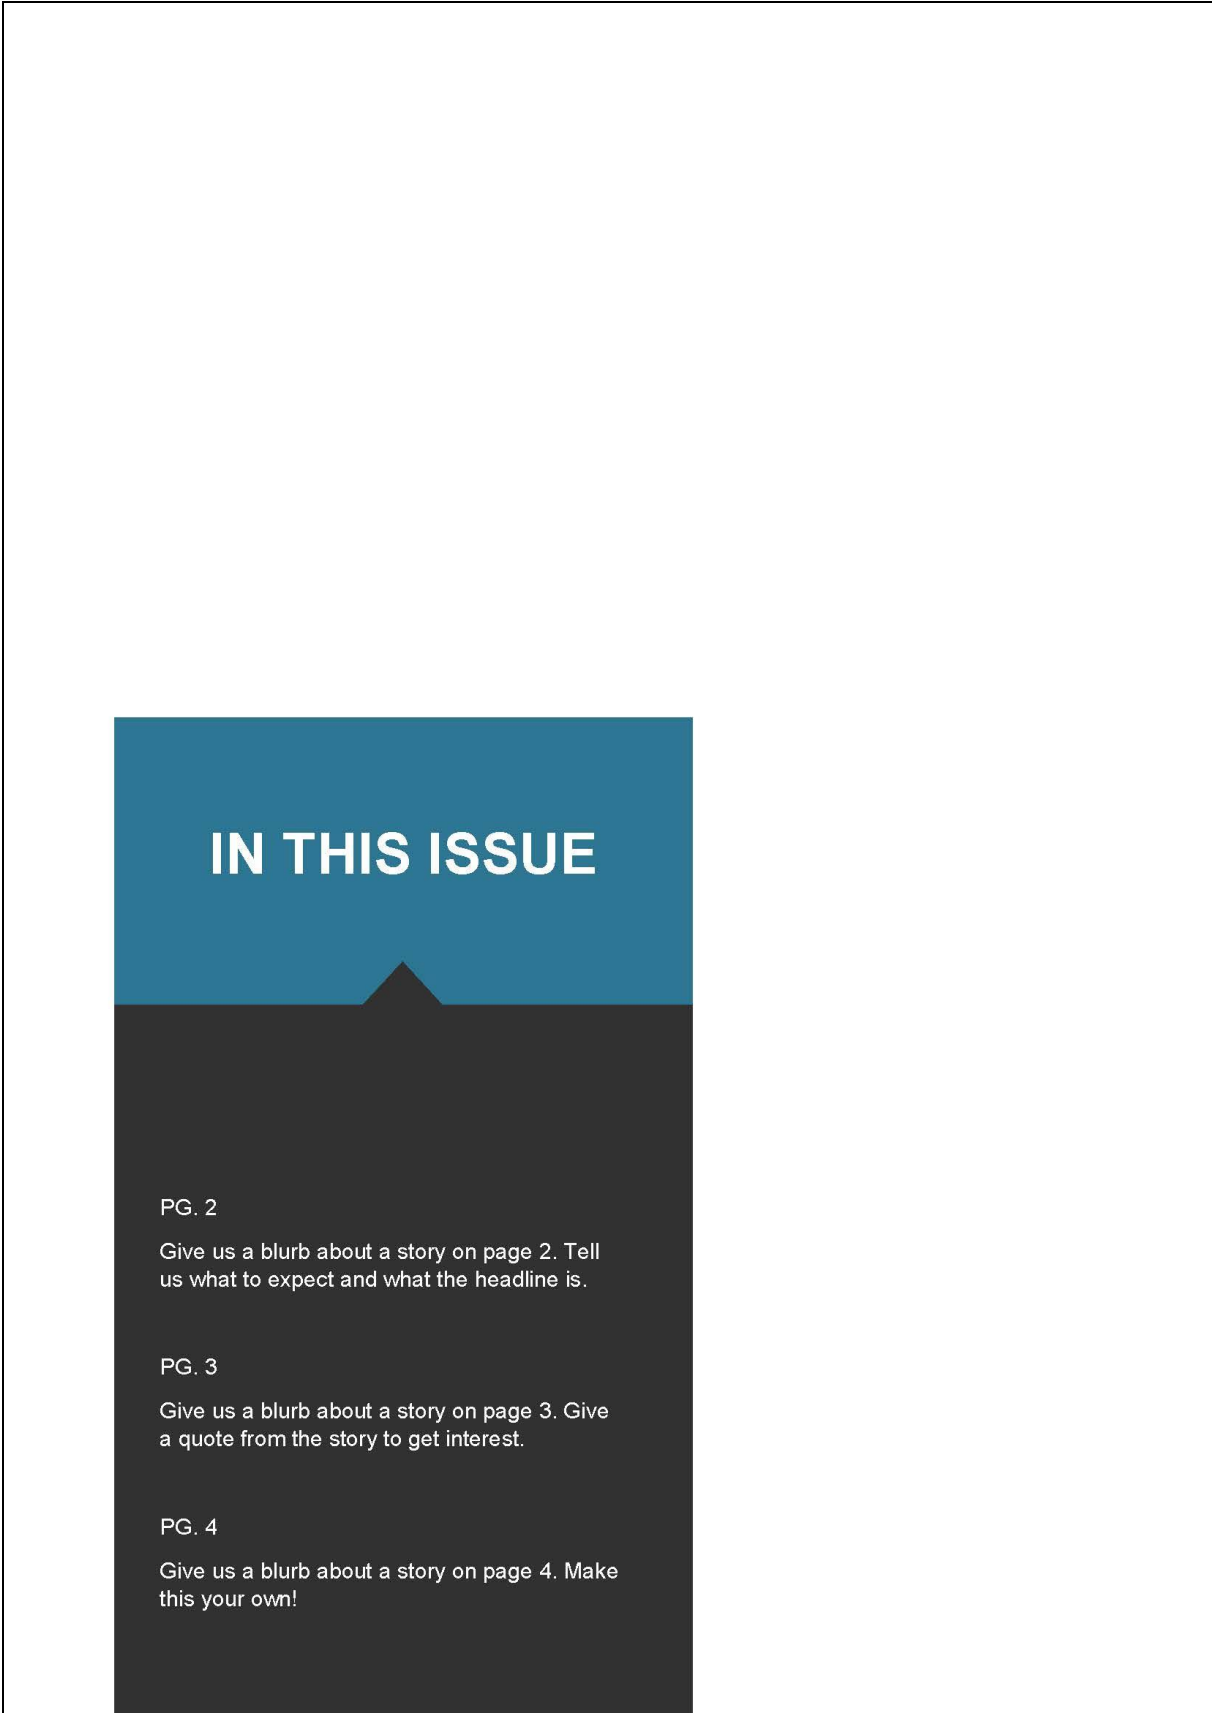 IN THIS ISSUE
PG. 2
Give us a blurb about a story on page 2. Tell
us what to expect and what the headline is.
PG. 3
Give us a blurb about a story on page 3. Give
a quote from the story to get interest.
PG. 4
Give us a blurb about a story on page 4. Make
this your own!